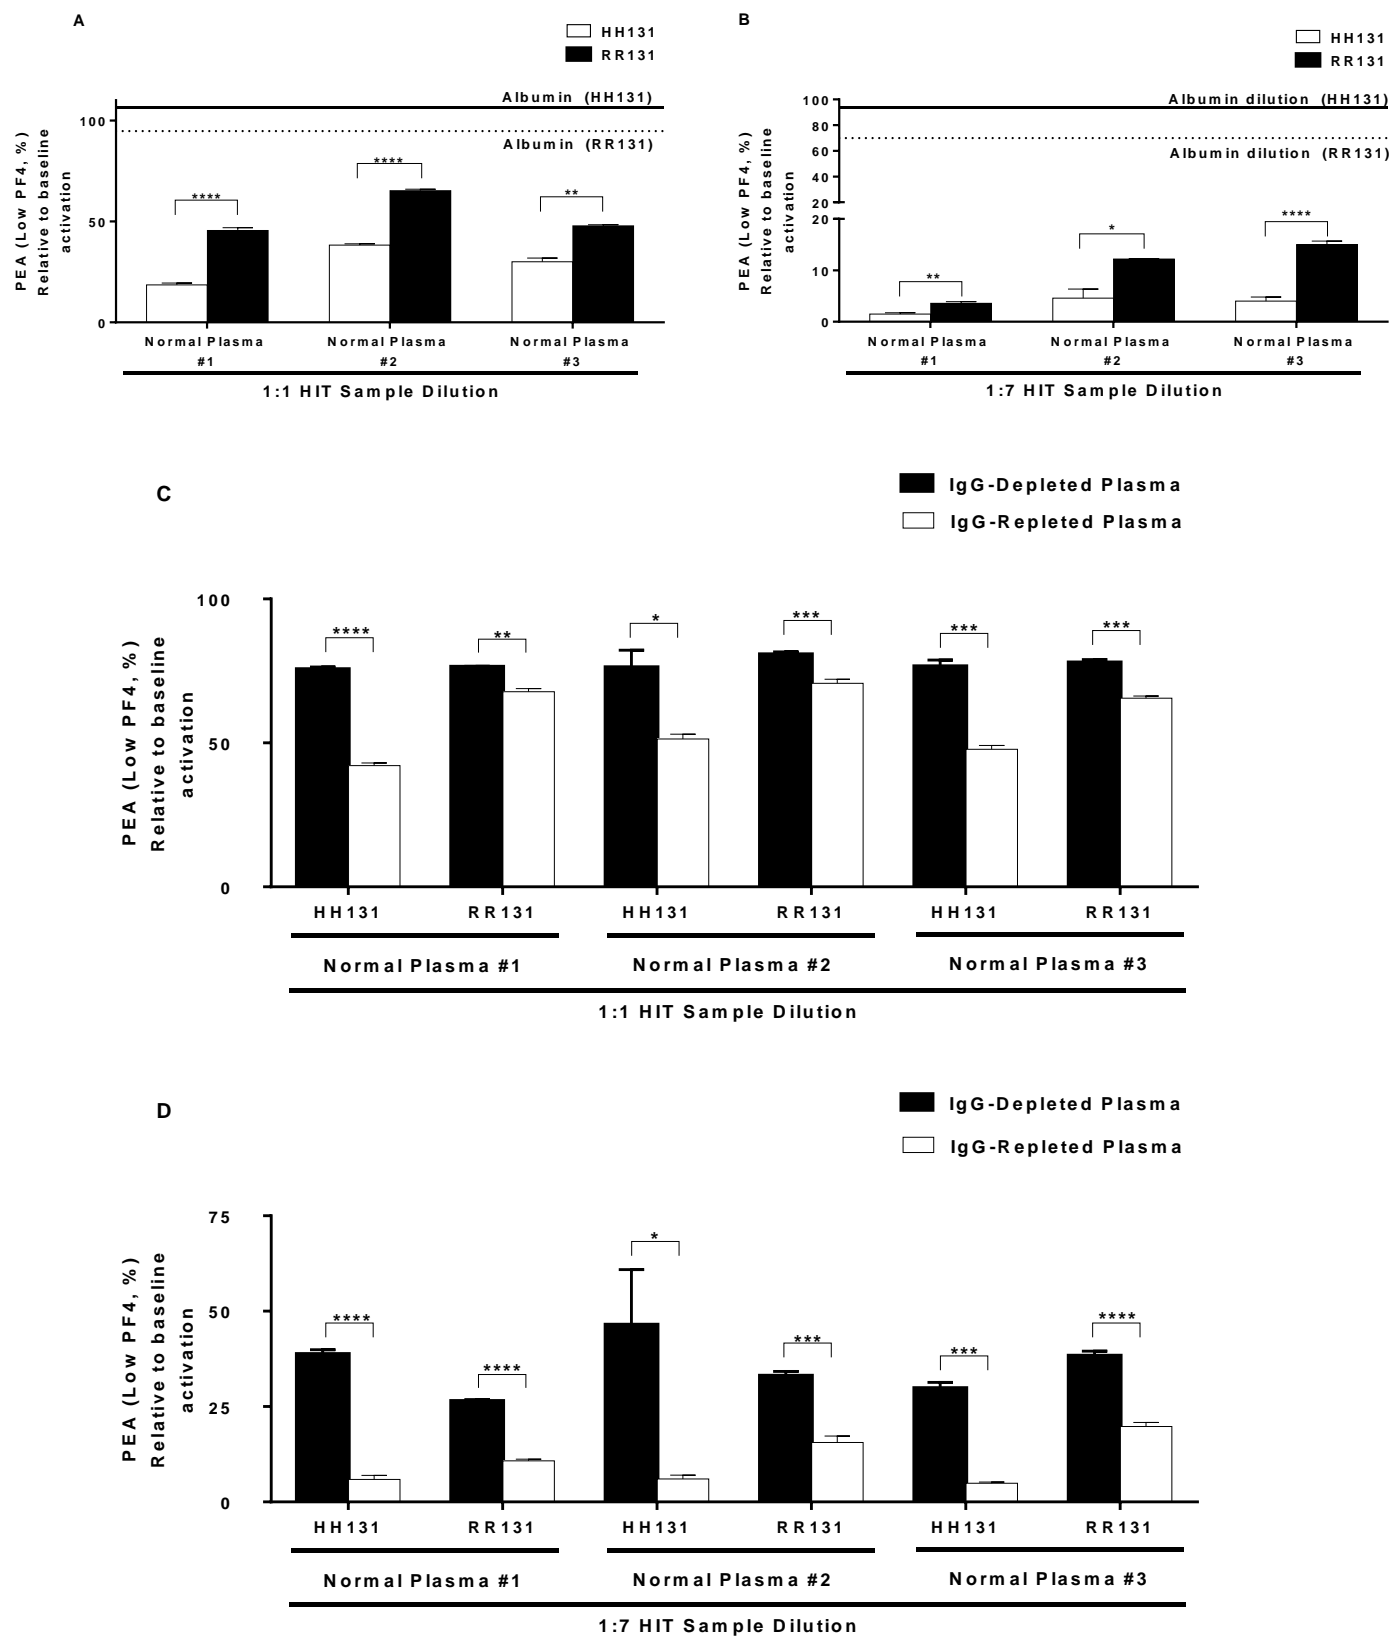 A
HH131
RR131
Albumin (HH131)
Albumin (RR131)
PEA (Low PF4, %)
Relative to baseline
activation
100
50
0
****
****
**
Normal Plasma #1
Normal Plasma #2
Normal Plasma #3
1:1 HIT Sample Dilution
B
HH131
RR131
Albumin dilution (HH131)
Albumin dilution (RR131)
PEA (Low PF4, %)
Relative to baseline
activation
100
80
60
40
20
20
10
0
**
*
****
Normal Plasma #1
Normal Plasma #2
Normal Plasma #3
1:7 HIT Sample Dilution
C
IgG-Depleted Plasma
IgG-Repleted Plasma
PEA (Low PF4, %)
Relative to baseline
activation
100
50
0
****
**
*
***
***
***
HH131
RR131
HH131
RR131
HH131
RR131
Normal Plasma #1
Normal Plasma #2
Normal Plasma #3
1:1 HIT Sample Dilution
D
IgG-Depleted Plasma
IgG-Repleted Plasma
PEA (Low PF4, %)
Relative to baseline
activation
75
50
25
0
****
****
*
***
***
****
HH131
RR131
HH131
RR131
HH131
RR131
Normal Plasma #1
Normal Plasma #2
Normal Plasma #3
1:7 HIT Sample Dilution